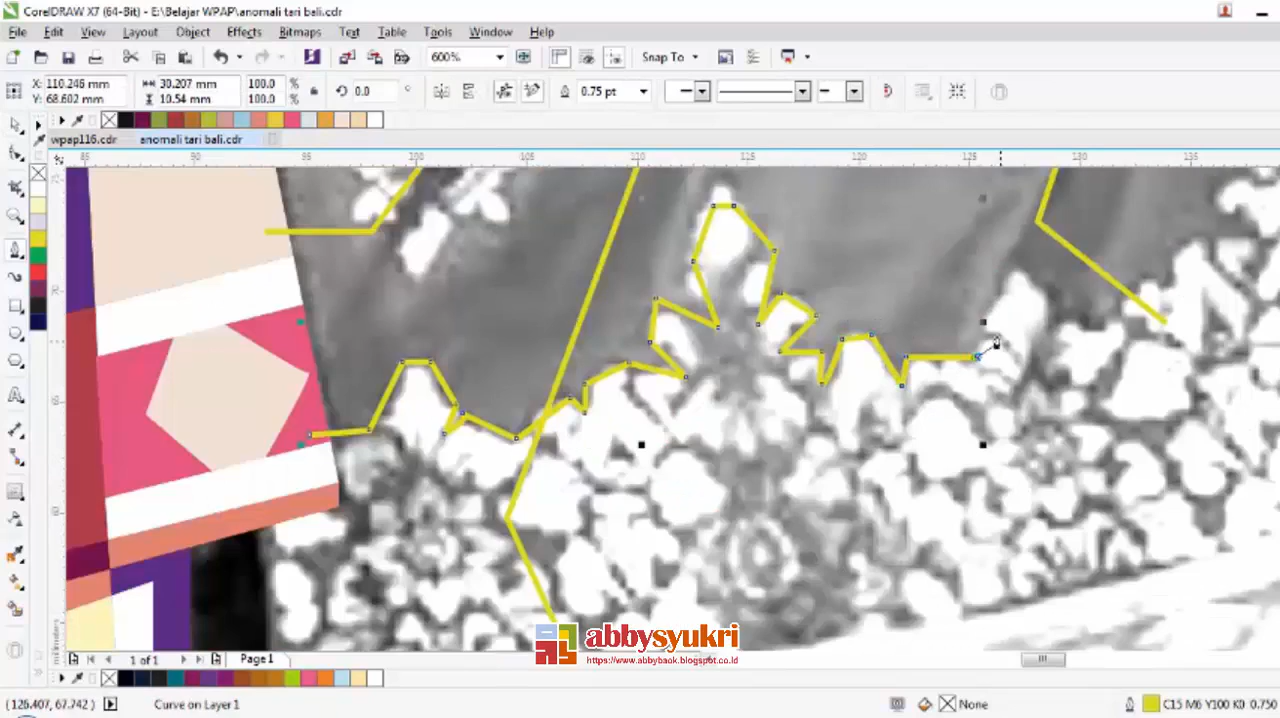 CorelDRAW X7 (64-Bit) - E:\Belajar WPAP\anomali tari bali.cdr
File Edit View Layout Object Effects Bitmaps Text Table Tools Window Help
600% Snap To
X: 110.246 mm 30.207 mm 100.0 % 0.0 ° 0.75 pt
Y: 68.602 mm 10.54 mm 100.0 %
wpap116.cdr anomali tari bali.cdr
85 90 95 100 105 110 115 120 125 130 135
millimeters
abbysyukri
https://www.abbybaok.blogspot.co.id
1 of 1 Page1
(126.407, 67.742) Curve on Layer 1 None C15 M6 Y100 K0 0.750